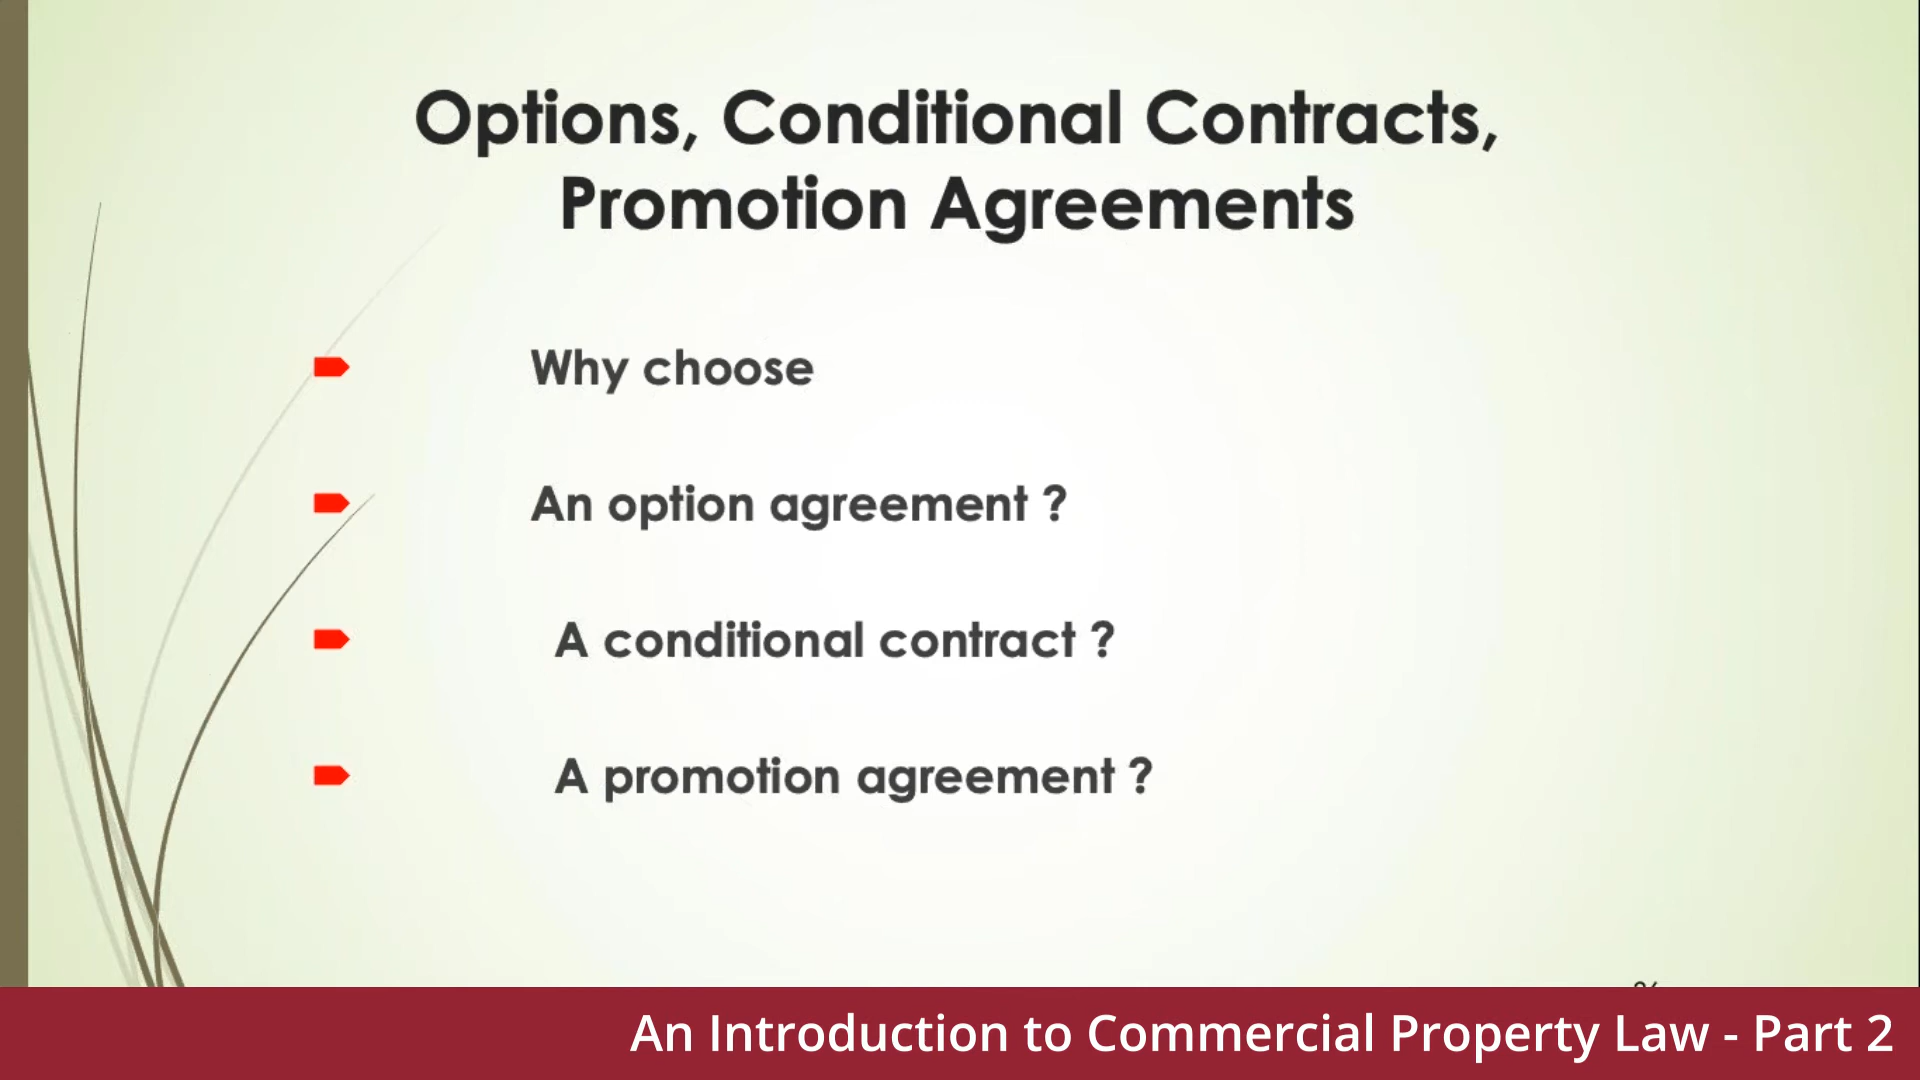 Options, Conditional Contracts,
Promotion Agreements
Why choose
An option agreement ?
A conditional contract ?
A promotion agreement ?
An Introduction to Commercial Property Law - Part 2